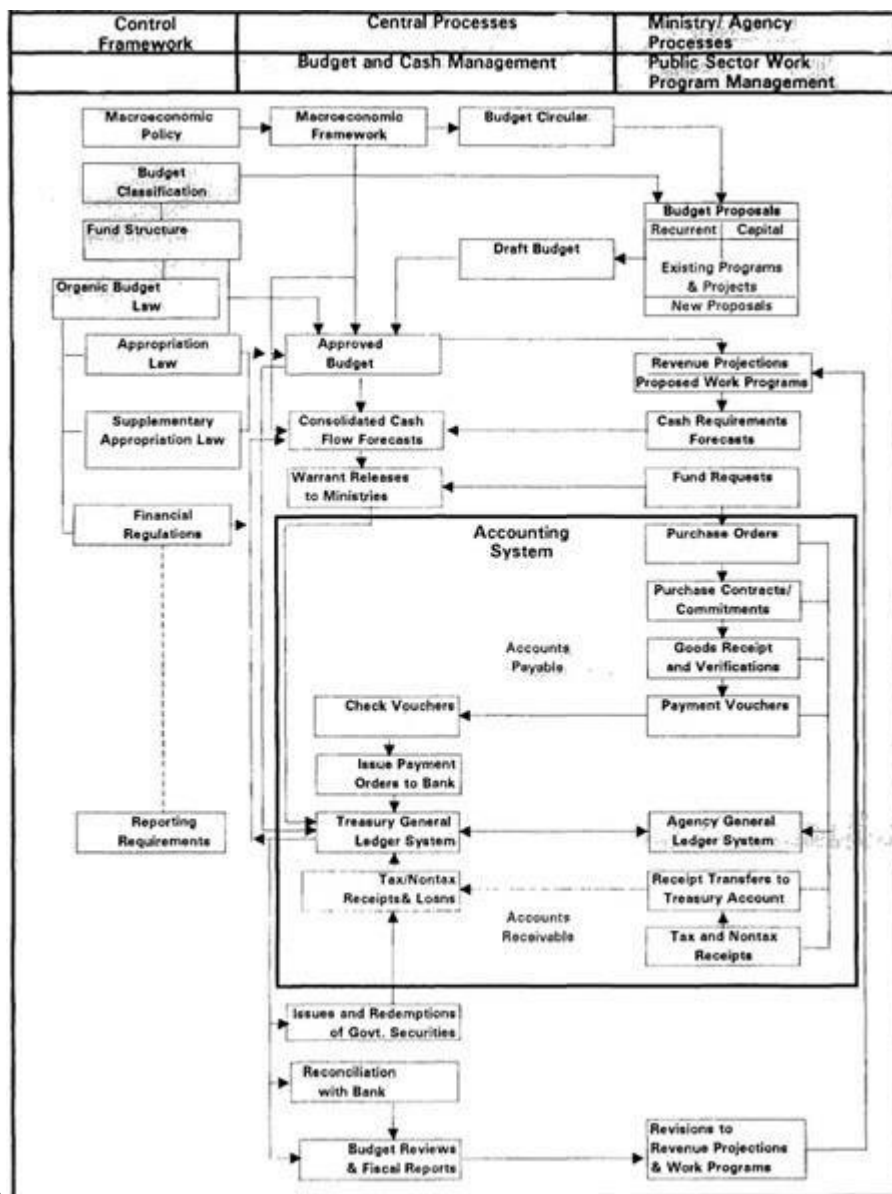 Control
Framework
Central Processes
Ministry/ Agency
Processes
Budget and Cash Management
Public Sector Work
Program Management
Macroeconomic
Policy
Macroeconomic
Framework
Budget Circular.
Budget
Classification
Fund Structure
Organic Budget
Law
Budget Proposals
Recurrent
Capital
Existing Programs
& Projects
New Proposals
Draft Budget
Appropriation
Law
Approved
Budget
Revenue Projections
Proposed Work Programs
Supplementary
Appropriation Law
Consolidated Cash
Flow Forecasts
Cash Requirements
Forecasts
Warrant Releases
to Ministries
Fund Requests
Financial
Regulations
Accounting
System
Purchase Orders
Purchase Contracts/
Commitments
Accounts
Payable
Goods Receipt
and Verifications
Check Vouchers
Payment Vouchers
Issue Payment
Orders to Bank
Reporting
Requirements
Treasury General
Ledger System
Agency General
Ledger System
Tax/Nontax
Receipts& Loans
Receipt Transfers to
Treasury Account
Accounts
Receivable
Tax and Nontax
Receipts
Issues and Redemptions
of Govt. Securities
Reconciliation
with Bank
Budget Reviews
& Fiscal Reports
Revisions to
Revenue Projections
& Work Programs